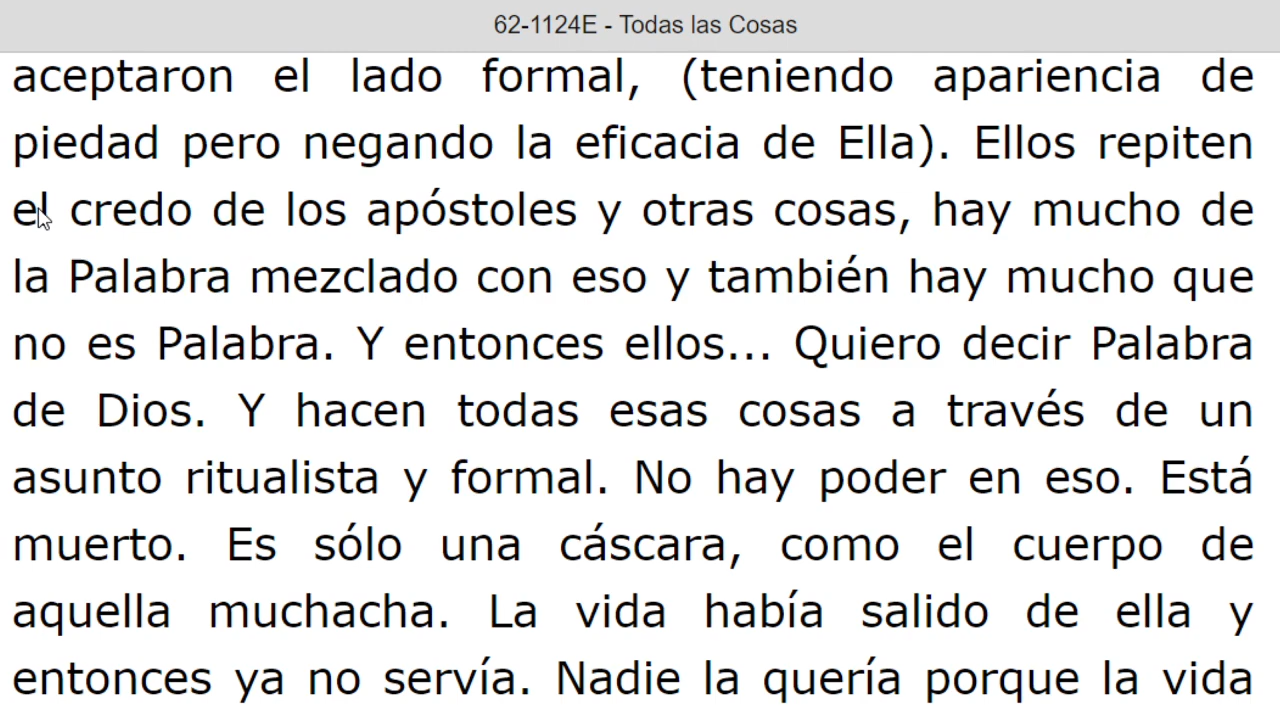 62-1124E - Todas las Cosas
aceptaron el lado formal, (teniendo apariencia de
piedad pero negando la eficacia de Ella). Ellos repiten
el credo de los apóstoles y otras cosas, hay mucho de
la Palabra mezclado con eso y también hay mucho que
no es Palabra. Y entonces ellos... Quiero decir Palabra
de Dios. Y hacen todas esas cosas a través de un
asunto ritualista y formal. No hay poder en eso. Está
muerto. Es sólo una cáscara, como el cuerpo de
aquella muchacha. La vida había salido de ella y
entonces ya no servía. Nadie la quería porque la vida